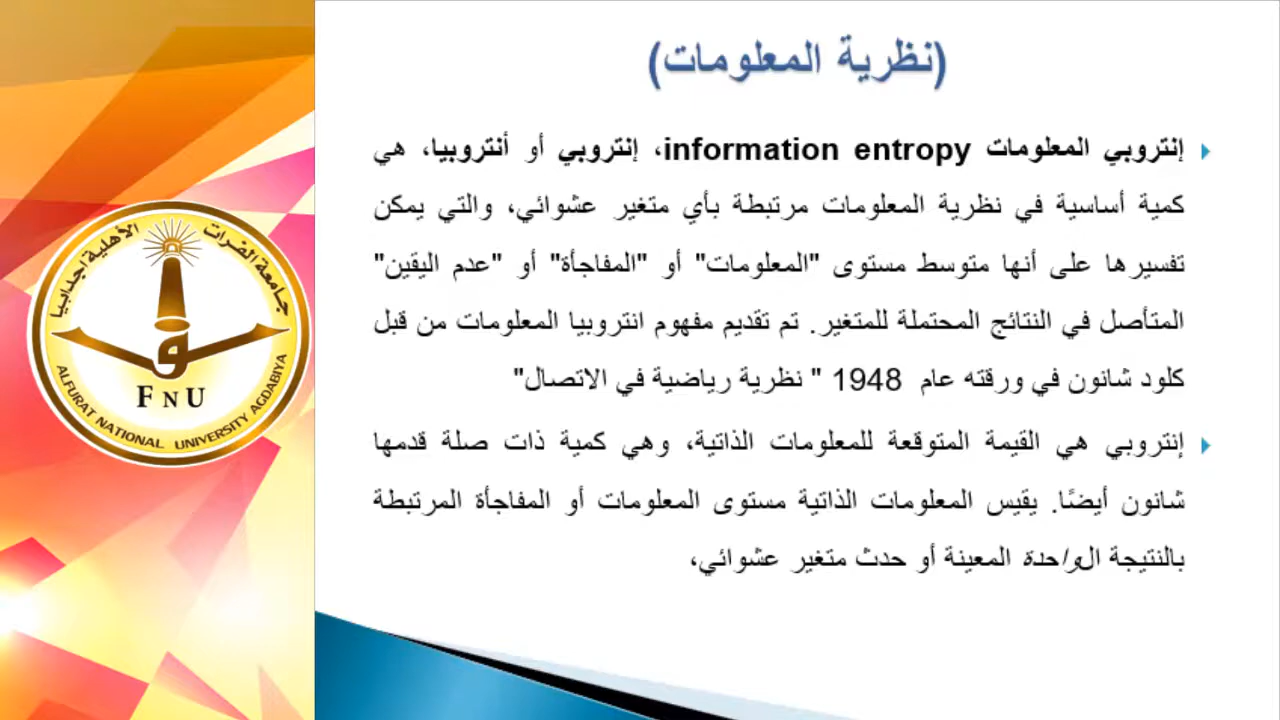 (نظرية المعلومات)
إنتروبي المعلومات information entropy، إنتروبي أو أنتروبيا، هي
كمية أساسية في نظرية المعلومات مرتبطة بأي متغير عشوائي، والتي يمكن
تفسيرها على أنها متوسط مستوى "المعلومات" أو "المفاجأة" أو "عدم اليقين"
المتأصل في النتائج المحتملة للمتغير. تم تقديم مفهوم انتروبيا المعلومات من قبل
كلود شانون في ورقته عام 1948 " نظرية رياضية في الاتصال"
إنتروبي هي القيمة المتوقعة للمعلومات الذاتية، وهي كمية ذات صلة قدمها
شانون أيضًا. يقيس المعلومات الذاتية مستوى المعلومات أو المفاجأة المرتبطة
بالنتيجة الواحدة المعينة أو حدث متغير عشوائي،
جامعة الفرات الأهلية اجدابيا
FNU
ALFURAT NATIONAL UNIVERSITY AGDABIYA